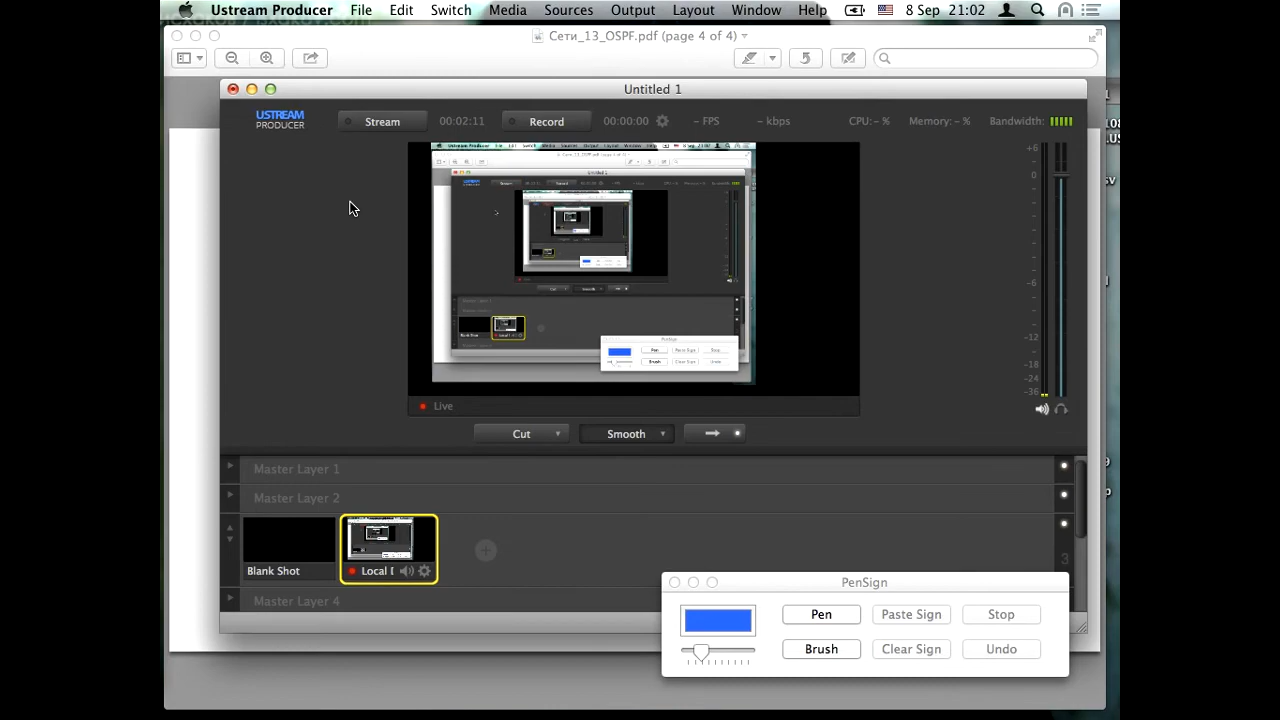 Ustream Producer File Edit Switch Media Sources Output Layout Window Help 8 Sep 21:02
Сети_13_OSPF.pdf (page 4 of 4)
Untitled 1
USTREAM
PRODUCER
Stream 00:02:11 Record 00:00:00 – FPS – kbps CPU: – % Memory: – % Bandwidth:
+6
0
-6
-12
-18
-24
-36
Live
Cut Smooth
Master Layer 1
Master Layer 2
3
Blank Shot
Master Layer 4
PenSign
Pen Paste Sign Stop
Brush Clear Sign Undo